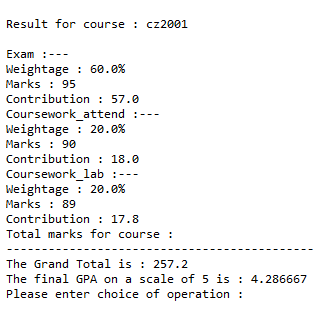 Result for course : cz2001
Exam :---
Weightage : 60.0%
Marks : 95
Contribution : 57.0
Coursework_attend :---
Weightage : 20.0%
Marks : 90
Contribution : 18.0
Coursework_lab :---
Weightage : 20.0%
Marks : 89
Contribution : 17.8
Total marks for course :
--------------------------------------------
The Grand Total is : 257.2
The final GPA on a scale of 5 is : 4.286667
Please enter choice of operation :